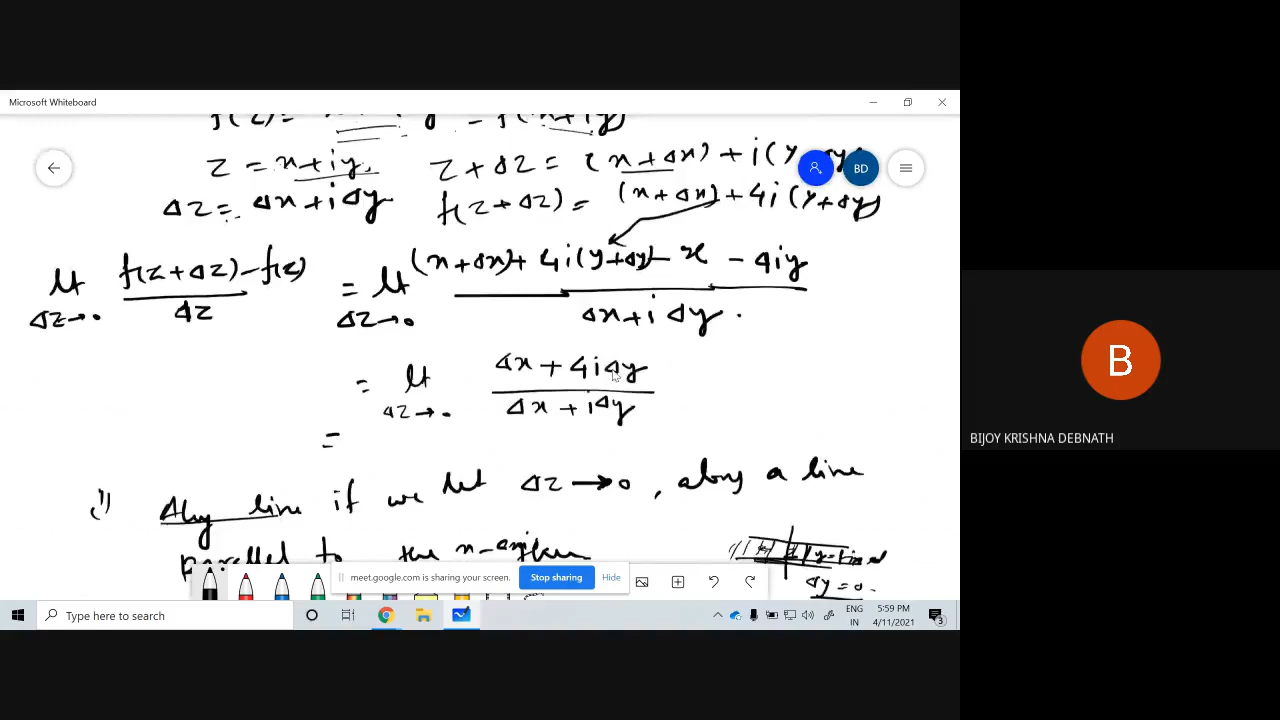 Microsoft Whiteboard
f(z) = = f(x+iy)
z = x+iy, z+Δz = (x+Δx) + i(y
BD
Δz = Δx+iΔy f(z+Δz) = (x+Δx) + 4i(y+Δy)
lt Δz→0 f(z+Δz) - f(z) / Δz = lt Δz→0 (x+Δx) + 4i(y+Δy) - x - 4iy / Δx+iΔy.
= lt Δz→0 Δx + 4iΔy / Δx + iΔy
=
1) line if we let Δz → 0, along a line
parallel to the x-axis
Δy = 0.
meet.google.com is sharing your screen. Stop sharing Hide
Type here to search
ENG
IN
5:59 PM
4/11/2021
3
B
BIJOY KRISHNA DEBNATH